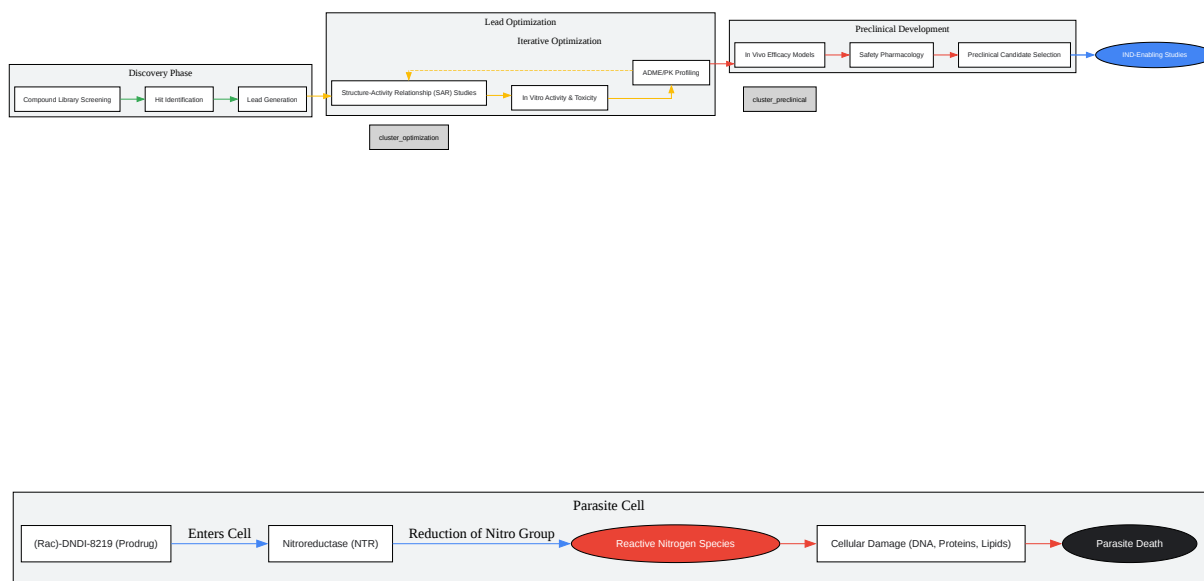 Discovery Phase
Compound Library Screening
Hit Identification
Lead Generation
Lead Optimization
Iterative Optimization
Structure-Activity Relationship (SAR) Studies
In Vitro Activity & Toxicity
ADME/PK Profiling
cluster_optimization
Preclinical Development
In Vivo Efficacy Models
Safety Pharmacology
Preclinical Candidate Selection
cluster_preclinical
IND-Enabling Studies
Parasite Cell
(Rac)-DNDI-8219 (Prodrug)
Enters Cell
Nitroreductase (NTR)
Reduction of Nitro Group
Reactive Nitrogen Species
Cellular Damage (DNA, Proteins, Lipids)
Parasite Death